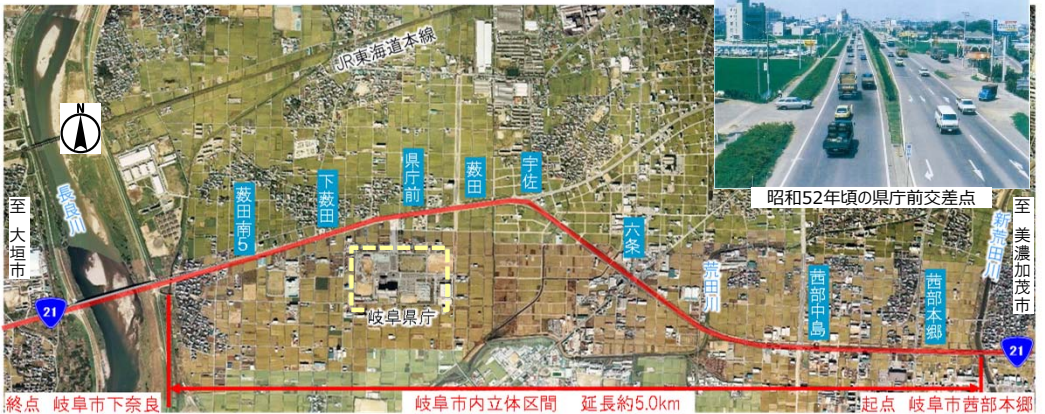 JR東海道本線
N
長良川
至 大垣市
21
薮田南5
下薮田
県庁前
薮田
宇佐
六条
荒田川
茜部中島
茜部本郷
新荒田川
至 美濃加茂市
21
岐阜県庁
昭和52年頃の県庁前交差点
終点 岐阜市下奈良
岐阜市内立体区間 延長約5.0km
起点 岐阜市茜部本郷